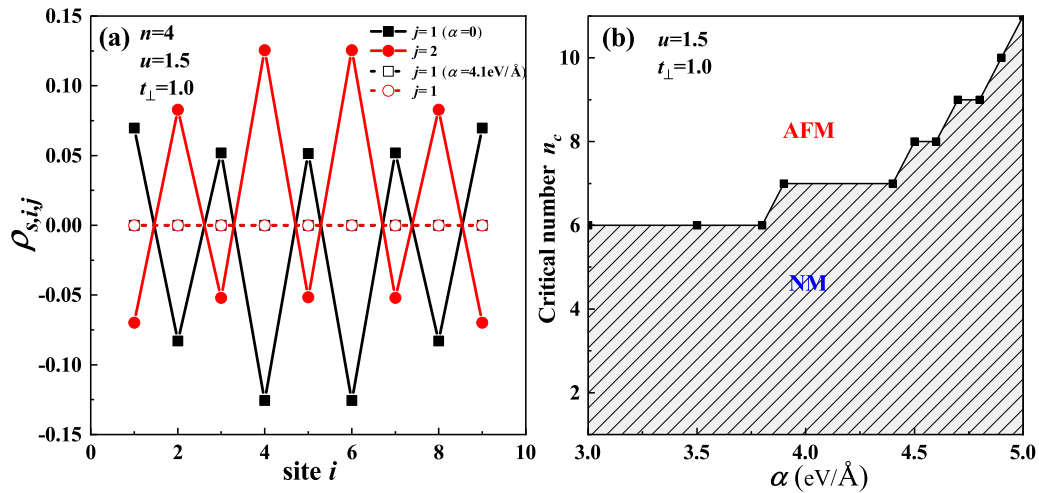 (a)
n=4
u=1.5
t⊥=1.0
j= 1 (α=0)
j= 2
j= 1 (α=4.1eV/Å)
j= 1
0.15
0.10
0.05
0.00
-0.05
-0.10
-0.15
ρs,i,j
0 2 4 6 8 10
site i
(b)
u=1.5
t⊥=1.0
AFM
NM
10
8
6
4
2
Critical number nc
3.0 3.5 4.0 4.5 5.0
α (eV/Å)